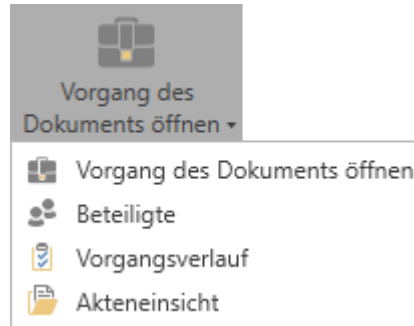 Vorgang des
Dokuments öffnen
Vorgang des Dokuments öffnen
Beteiligte
Vorgangsverlauf
Akteneinsicht